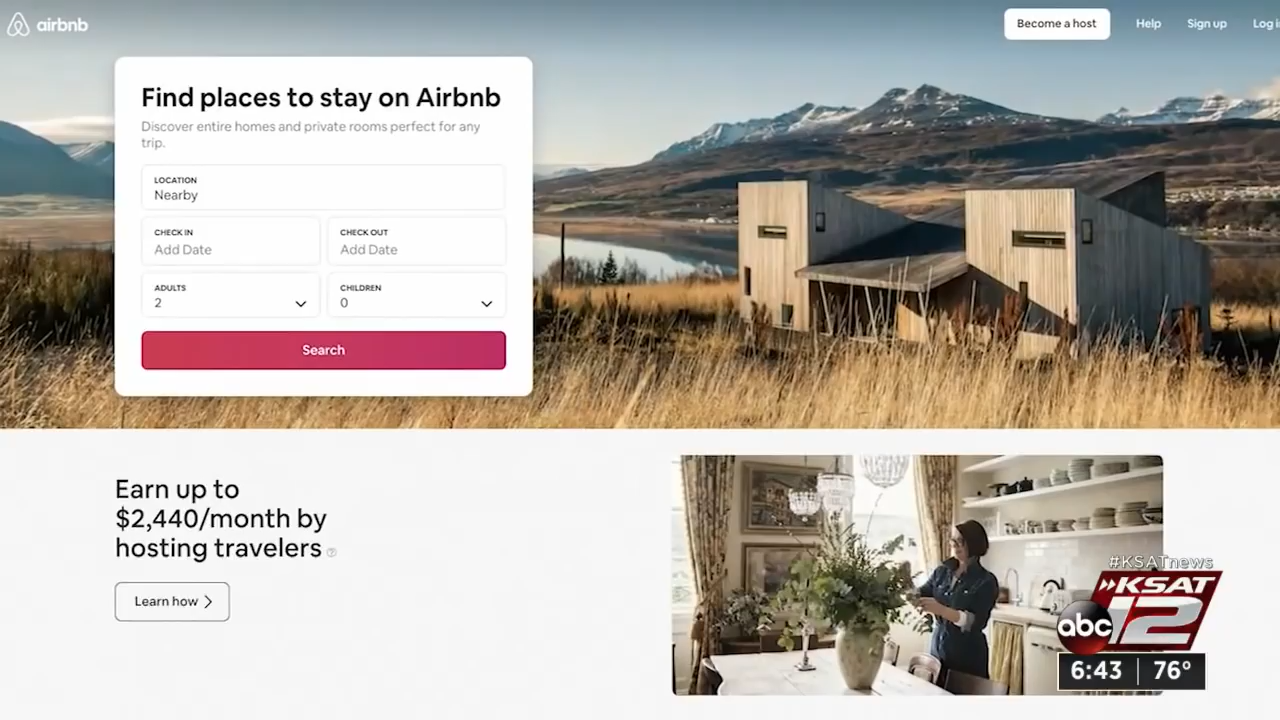 airbnb
Become a host
Help
Sign up
Log i
Find places to stay on Airbnb
Discover entire homes and private rooms perfect for any
trip.
LOCATION
Nearby
CHECK IN
Add Date
CHECK OUT
Add Date
ADULTS
2
CHILDREN
0
Search
Earn up to
$2,440/month by
hosting travelers ?
Learn how
#KSATnews
KSAT
abc 12
6:43 76°